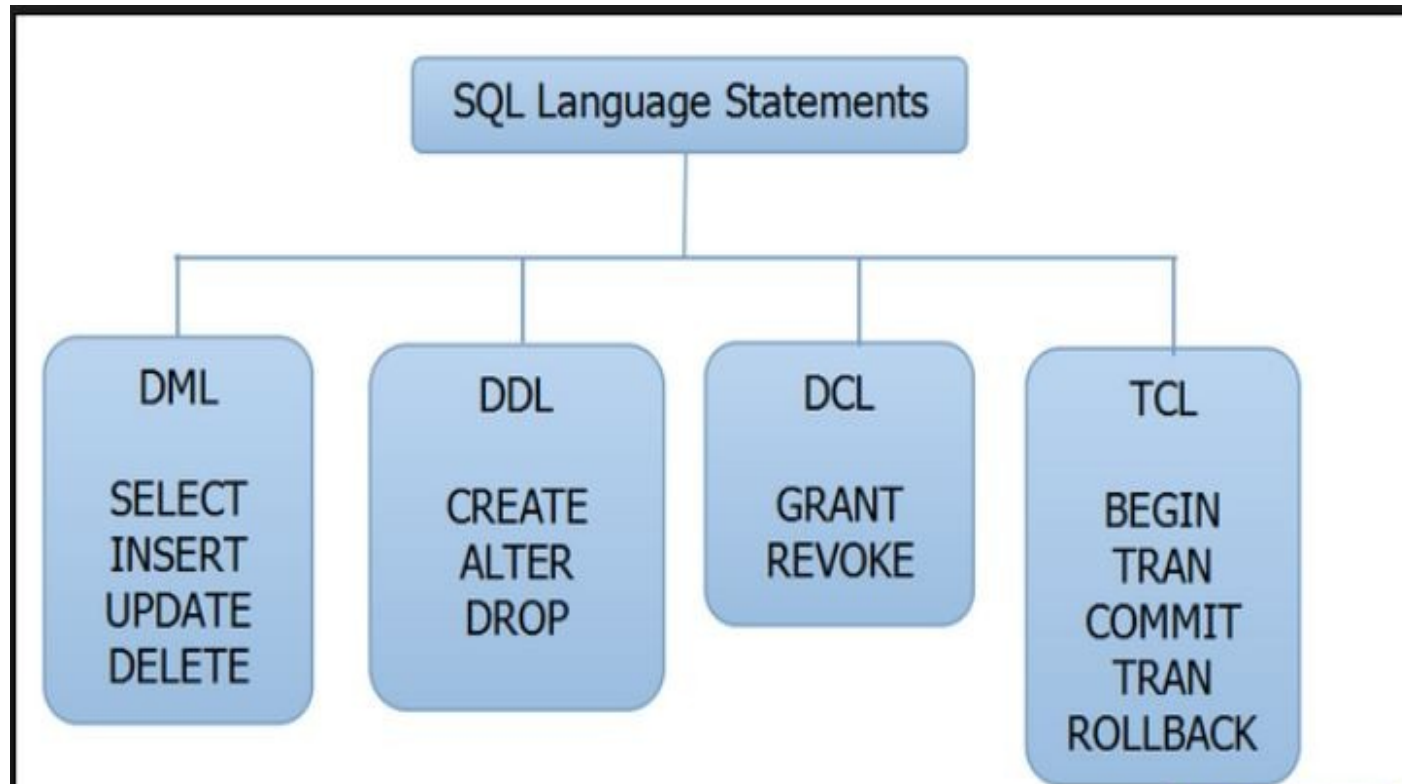 SQL Language Statements
DML
SELECT
INSERT
UPDATE
DELETE
DDL
CREATE
ALTER
DROP
DCL
GRANT
REVOKE
TCL
BEGIN
TRAN
COMMIT
TRAN
ROLLBACK